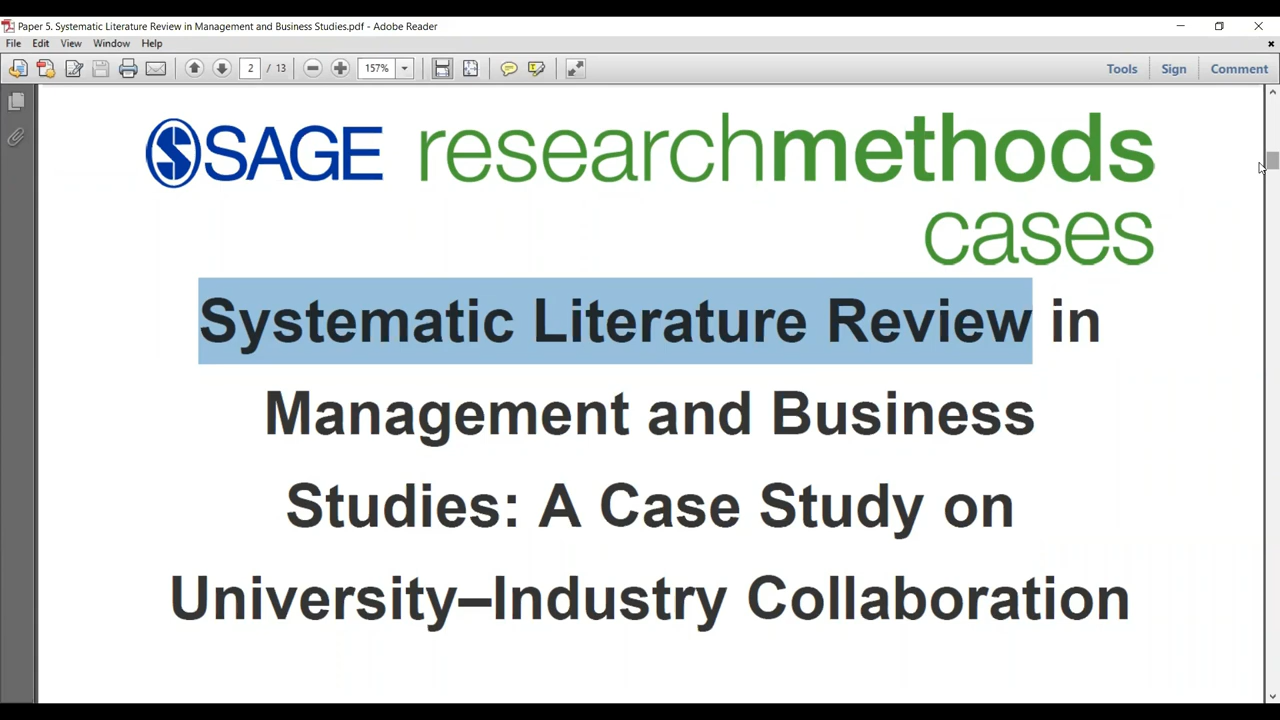 Paper 5. Systematic Literature Review in Management and Business Studies.pdf - Adobe Reader
File Edit View Window Help
2 / 13 157% Tools Sign Comment
SAGE researchmethods
cases
Systematic Literature Review in
Management and Business
Studies: A Case Study on
University–Industry Collaboration